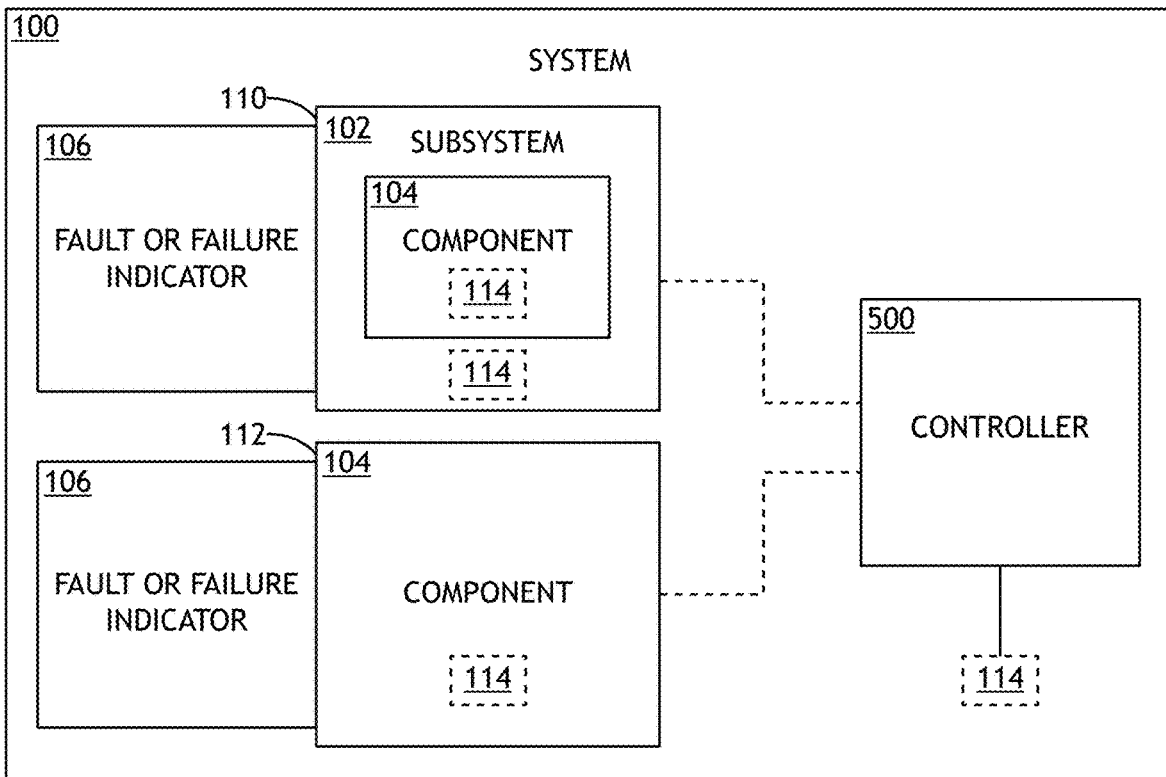 100
SYSTEM
110
102
SUBSYSTEM
106
FAULT OR FAILURE
INDICATOR
104
COMPONENT
114
114
500
CONTROLLER
112
104
106
FAULT OR FAILURE
INDICATOR
COMPONENT
114
114